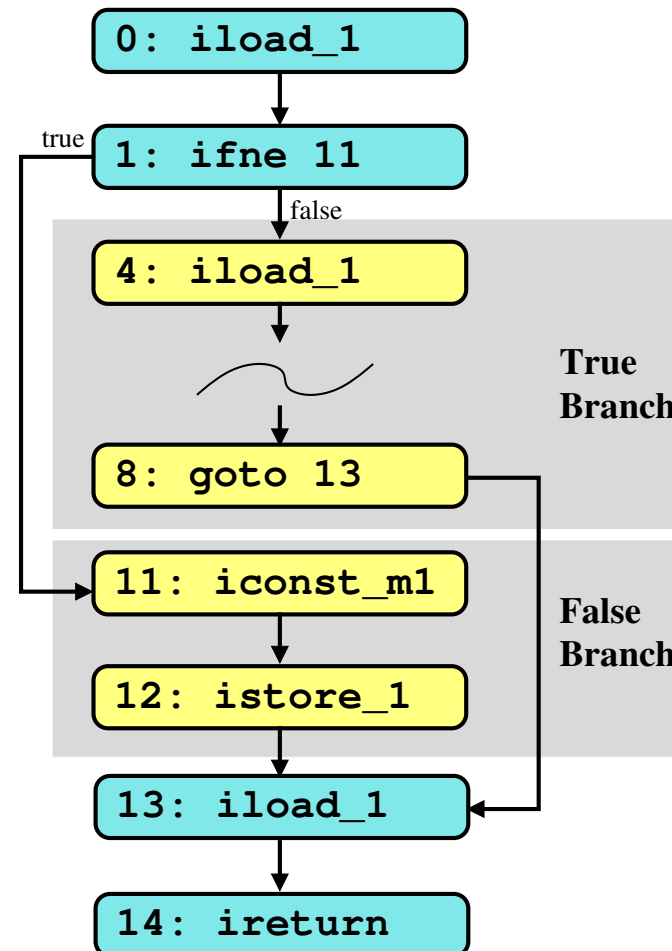 0: iload_1
true
1: ifne 11
false
4: iload_1
True
Branch
8: goto 13
11: iconst_m1
False
Branch
12: istore_1
13: iload_1
14: ireturn